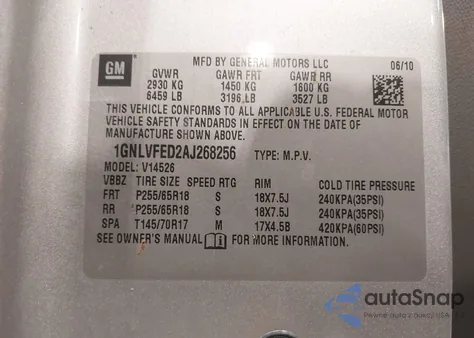 GM
MFD BY GENERAL MOTORS LLC 06/10
GVWR GAWR FRT GAWR RR
2930 KG 1450 KG 1600 KG
6459 LB 3196 LB 3527 LB
THIS VEHICLE CONFORMS TO ALL APPLICABLE U.S. FEDERAL MOTOR
VEHICLE SAFETY STANDARDS IN EFFECT ON THE DATE OF
MANUFACTURE SHOWN ABOVE.
1GNLVFED2AJ268256 TYPE: M.P.V.
MODEL: V14526
VBBZ TIRE SIZE SPEED RTG RIM COLD TIRE PRESSURE
FRT P255/65R18 S 18X7.5J 240KPA(35PSI)
RR P255/65R18 S 18X7.5J 240KPA(35PSI)
SPA T145/70R17 M 17X4.5B 420KPA(60PSI)
SEE OWNER'S MANUAL FOR MORE INFORMATION.
autoSnap
Pewne auto z aukcji USA